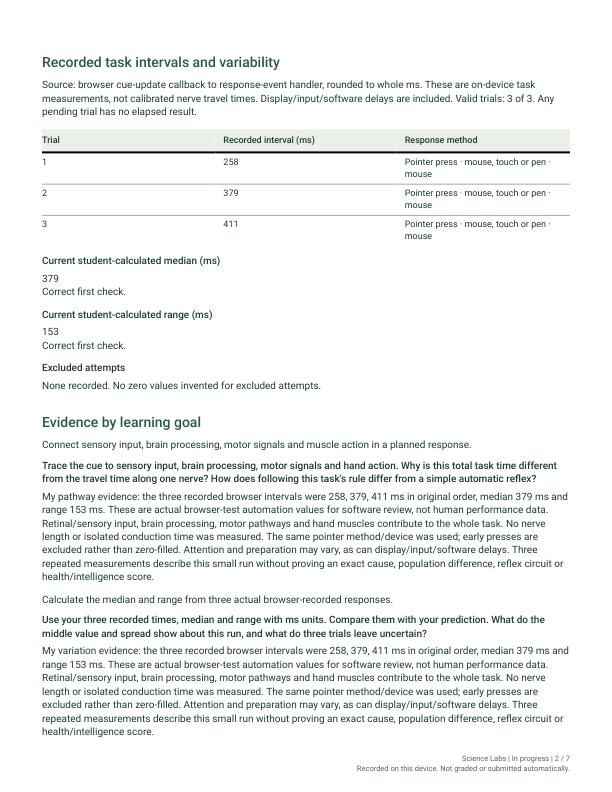 Recorded task intervals and variability
Source: browser cue-update callback to response-event handler, rounded to whole ms. These are on-device task
measurements, not calibrated nerve travel times. Display/input/software delays are included. Valid trials: 3 of 3. Any
pending trial has no elapsed result.
Trial Recorded interval (ms) Response method
1 258 Pointer press · mouse, touch or pen ·
mouse
2 379 Pointer press · mouse, touch or pen ·
mouse
3 411 Pointer press · mouse, touch or pen ·
mouse
Current student-calculated median (ms)
379
Correct first check.
Current student-calculated range (ms)
153
Correct first check.
Excluded attempts
None recorded. No zero values invented for excluded attempts.
Evidence by learning goal
Connect sensory input, brain processing, motor signals and muscle action in a planned response.
Trace the cue to sensory input, brain processing, motor signals and hand action. Why is this total task time different
from the travel time along one nerve? How does following this task's rule differ from a simple automatic reflex?
My pathway evidence: the three recorded browser intervals were 258, 379, 411 ms in original order, median 379 ms and
range 153 ms. These are actual browser-test automation values for software review, not human performance data.
Retinal/sensory input, brain processing, motor pathways and hand muscles contribute to the whole task. No nerve
length or isolated conduction time was measured. The same pointer method/device was used; early presses are
excluded rather than zero-filled. Attention and preparation may vary, as can display/input/software delays. Three
repeated measurements describe this small run without proving an exact cause, population difference, reflex circuit or
health/intelligence score.
Calculate the median and range from three actual browser-recorded responses.
Use your three recorded times, median and range with ms units. Compare them with your prediction. What do the
middle value and spread show about this run, and what do three trials leave uncertain?
My variation evidence: the three recorded browser intervals were 258, 379, 411 ms in original order, median 379 ms and
range 153 ms. These are actual browser-test automation values for software review, not human performance data.
Retinal/sensory input, brain processing, motor pathways and hand muscles contribute to the whole task. No nerve
length or isolated conduction time was measured. The same pointer method/device was used; early presses are
excluded rather than zero-filled. Attention and preparation may vary, as can display/input/software delays. Three
repeated measurements describe this small run without proving an exact cause, population difference, reflex circuit or
health/intelligence score.
Science Labs | In progress | 2 / 7
Recorded on this device. Not graded or submitted automatically.